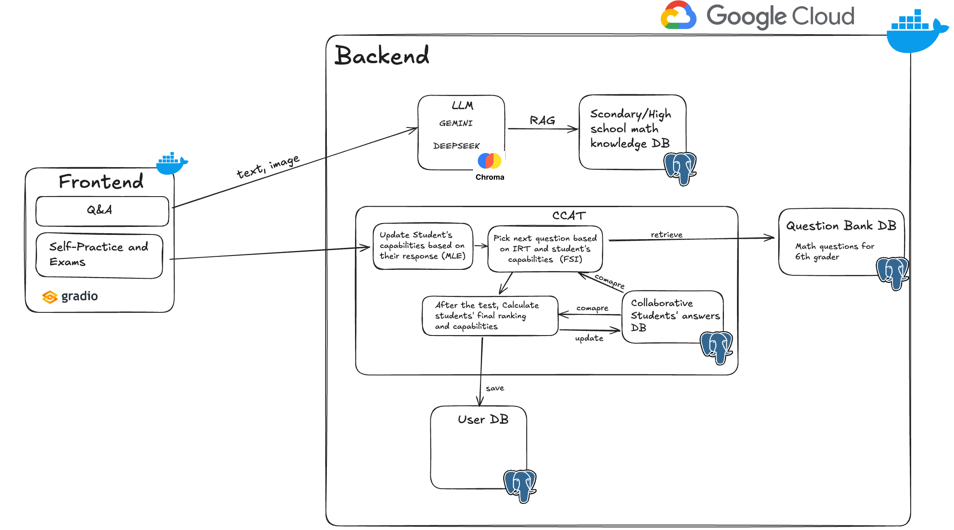 Google Cloud
Backend
LLM
GEMINI
DEEPSEEK
Chroma
RAG
Scondary/High
school math
knowledge DB
text, image
Frontend
Q&A
Self-Practice and
Exams
gradio
CCAT
Update Student's
capabilities based on
their response (MLE)
Pick next question based
on IRT and student's
capabilities (FSI)
retrieve
Question Bank DB
Math questions for
6th grader
comapre
After the test, Calculate
students' final ranking
and capabilities
comapre
update
Collaborative
Students' answers
DB
save
User DB